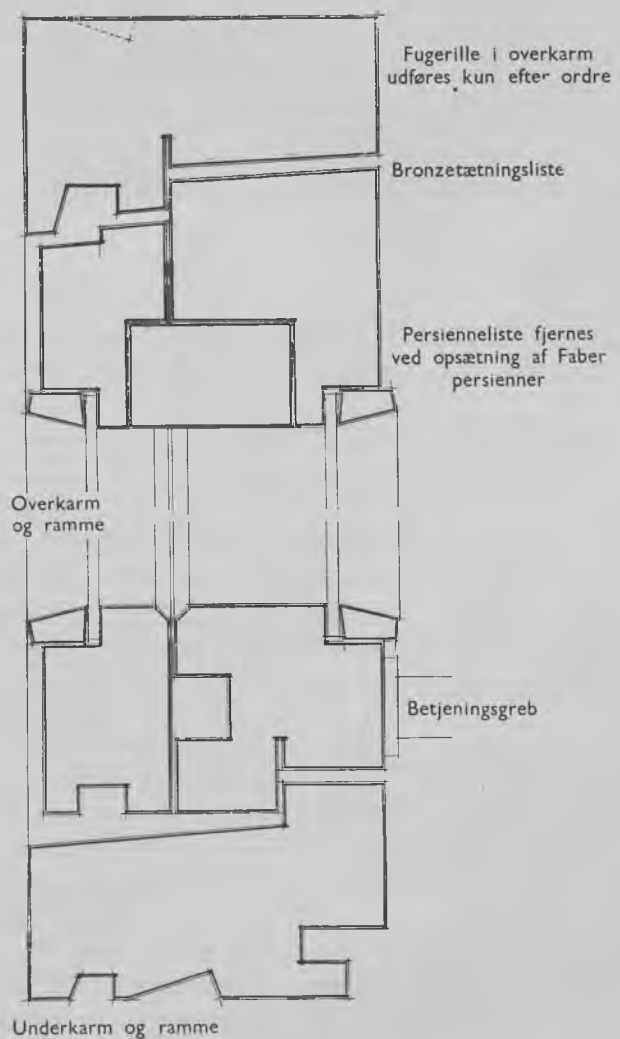 Fugerille i overkarm
udføres kun efter ordre
Bronzetætningsliste
Persienneliste fjernes
ved opsætning af Faber
persienner
Overkarm
og ramme
Betjeningsgreb
Underkarm og ramme